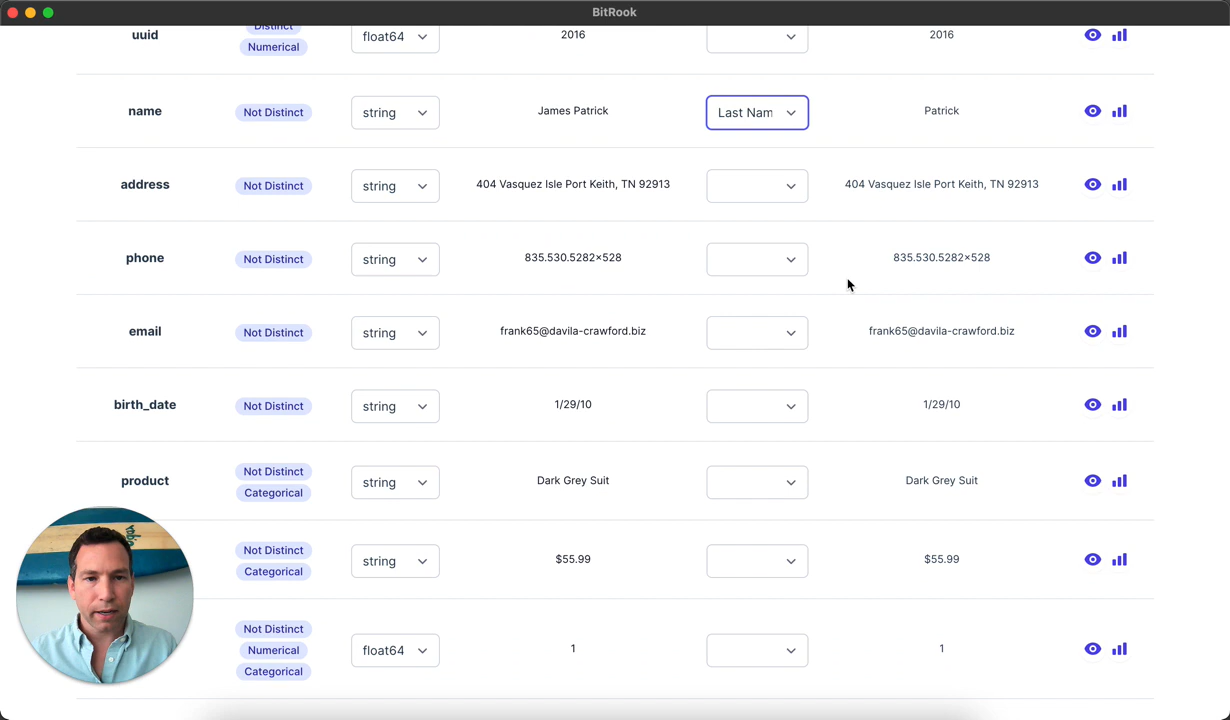 BitRook
uuid
Distinct
Numerical
float64
2016
2016
name
Not Distinct
string
James Patrick
Last Nam
Patrick
address
Not Distinct
string
404 Vasquez Isle Port Keith, TN 92913
404 Vasquez Isle Port Keith, TN 92913
phone
Not Distinct
string
835.530.5282×528
835.530.5282×528
email
Not Distinct
string
frank65@davila-crawford.biz
frank65@davila-crawford.biz
birth_date
Not Distinct
string
1/29/10
1/29/10
product
Not Distinct
Categorical
string
Dark Grey Suit
Dark Grey Suit
Not Distinct
Categorical
string
$55.99
$55.99
Not Distinct
Numerical
Categorical
float64
1
1